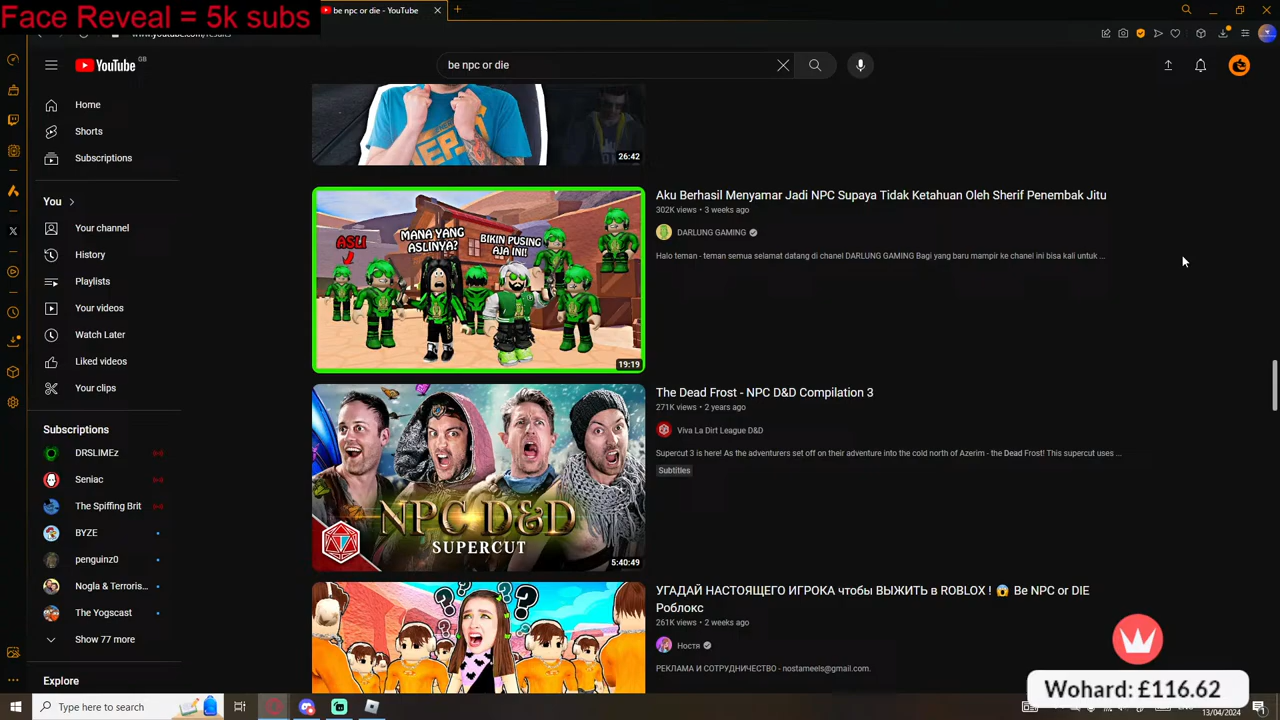 Face Reveal = 5k subs
be npc or die - YouTube
YouTube GB
be npc or die
Home
Shorts
Subscriptions
You
Your channel
History
Playlists
Your videos
Watch Later
Liked videos
Your clips
Subscriptions
DRSLIMEz
Seniac
The Spiffing Brit
BYZE
penguinz0
Nogla & Terroris...
The Yogscast
Show 77 more
Explore
26:42
ASLI
MANA YANG
ASLINYA?
BIKIN PUSING
AJA INI!
19:19
Aku Berhasil Menyamar Jadi NPC Supaya Tidak Ketahuan Oleh Sherif Penembak Jitu
302K views • 3 weeks ago
DARLUNG GAMING
Halo teman - teman semua selamat datang di chanel DARLUNG GAMING Bagi yang baru mampir ke chanel ini bisa kali untuk ...
NPC D&D
SUPERCUT
5:40:49
The Dead Frost - NPC D&D Compilation 3
271K views • 2 years ago
Viva La Dirt League D&D
Supercut 3 is here! As the adventurers set off on their adventure into the cold north of Azerim - the Dead Frost! This supercut uses ...
Subtitles
УГАДАЙ НАСТОЯЩЕГО ИГРОКА чтобы ВЫЖИТЬ в ROBLOX ! 😱 Be NPC or DIE
Роблокс
261K views • 2 weeks ago
Hocтя
РЕКЛАМА И СОТРУДНИЧЕСТВО - nostameels@gmail.com.
Wohard: £116.62
Type here to search
13/04/2024